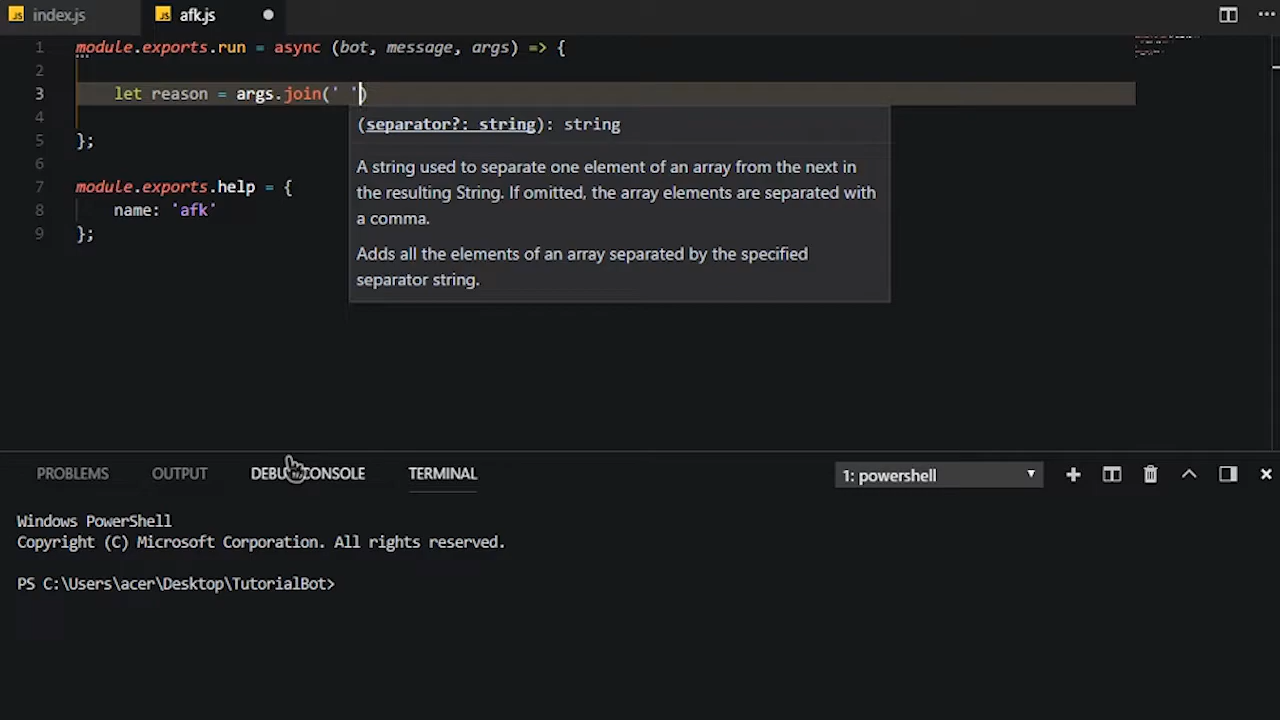 index.js
afk.js
1 module.exports.run = async (bot, message, args) => {
2
3 let reason = args.join(' ')
4
5 };
6
7 module.exports.help = {
8 name: 'afk'
9 };
(separator?: string): string
A string used to separate one element of an array from the next in
the resulting String. If omitted, the array elements are separated with
a comma.
Adds all the elements of an array separated by the specified
separator string.
PROBLEMS OUTPUT DEBUG CONSOLE TERMINAL 1: powershell
Windows PowerShell
Copyright (C) Microsoft Corporation. All rights reserved.
PS C:\Users\acer\Desktop\TutorialBot>